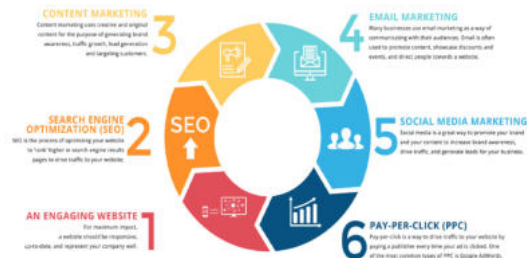 CONTENT MARKETING
Content marketing uses creative and original
content for the purpose of generating brand
awareness, traffic growth, lead generation
and targeting customers.
3
4
EMAIL MARKETING
Many businesses use email marketing as a way of
communicating with their audiences. Email is often
used to promote content, showcase discounts and
events, and direct people towards a website.
SEARCH ENGINE
OPTIMIZATION (SEO)
SEO is the process of optimising your website
to 'rank' higher in search engine results
pages to drive traffic to your website.
2
SEO
5
SOCIAL MEDIA MARKETING
Social media is a great way to promote your brand
and your content to increase brand awareness,
drive traffic, and generate leads for your business.
AN ENGAGING WEBSITE
For maximum impact,
a website should be responsive,
up-to-date, and represent your company well.
1
6
PAY-PER-CLICK (PPC)
Pay-per-click is a way to drive traffic to your website by
paying a publisher every time your ad is clicked. One
of the most common types of PPC is Google AdWords.